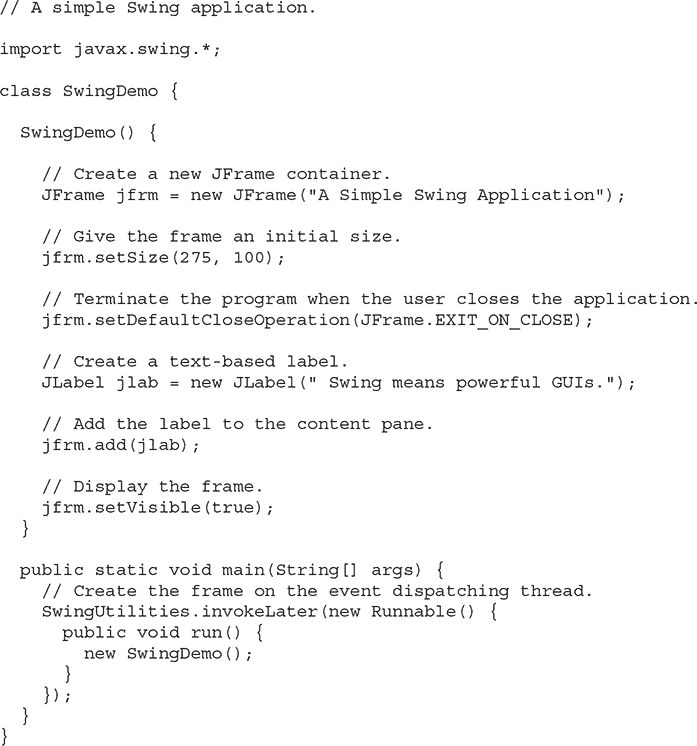 // A simple Swing application.

import javax.swing.*;

class SwingDemo {

  SwingDemo() {

    // Create a new JFrame container.
    JFrame jfrm = new JFrame("A Simple Swing Application");

    // Give the frame an initial size.
    jfrm.setSize(275, 100);

    // Terminate the program when the user closes the application.
    jfrm.setDefaultCloseOperation(JFrame.EXIT_ON_CLOSE);

    // Create a text-based label.
    JLabel jlab = new JLabel(" Swing means powerful GUIs.");

    // Add the label to the content pane.
    jfrm.add(jlab);

    // Display the frame.
    jfrm.setVisible(true);
  }

  public static void main(String[] args) {
    // Create the frame on the event dispatching thread.
    SwingUtilities.invokeLater(new Runnable() {
      public void run() {
        new SwingDemo();
      }
    });
  }
}